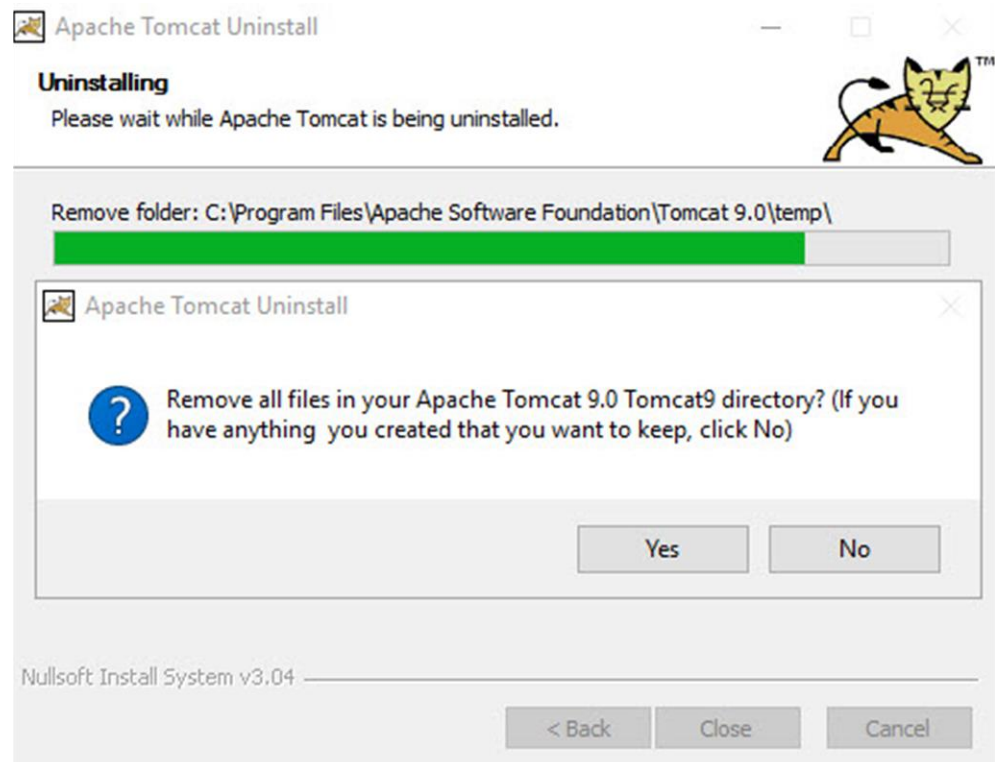 Apache Tomcat Uninstall
Uninstalling
Please wait while Apache Tomcat is being uninstalled.
TM
Remove folder: C:\Program Files\Apache Software Foundation\Tomcat 9.0\temp\
Apache Tomcat Uninstall
Remove all files in your Apache Tomcat 9.0 Tomcat9 directory? (If you
have anything  you created that you want to keep, click No)
Yes No
Nullsoft Install System v3.04
< Back Close Cancel